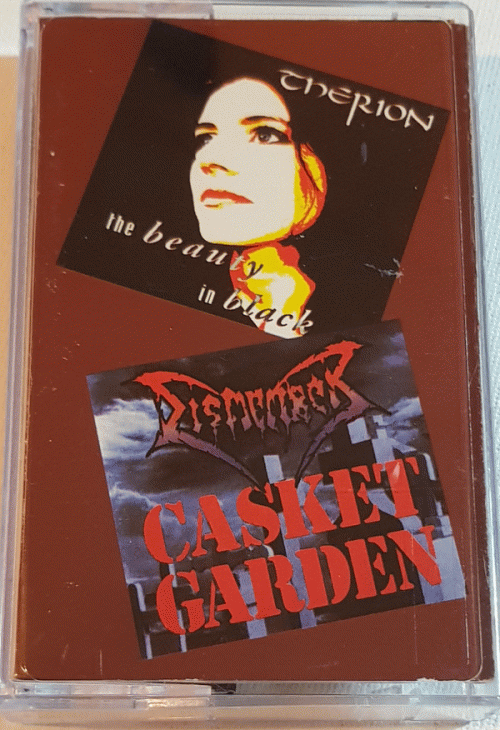 THERION
the beauty
in black
DISMEMBER
CASKET
GARDEN